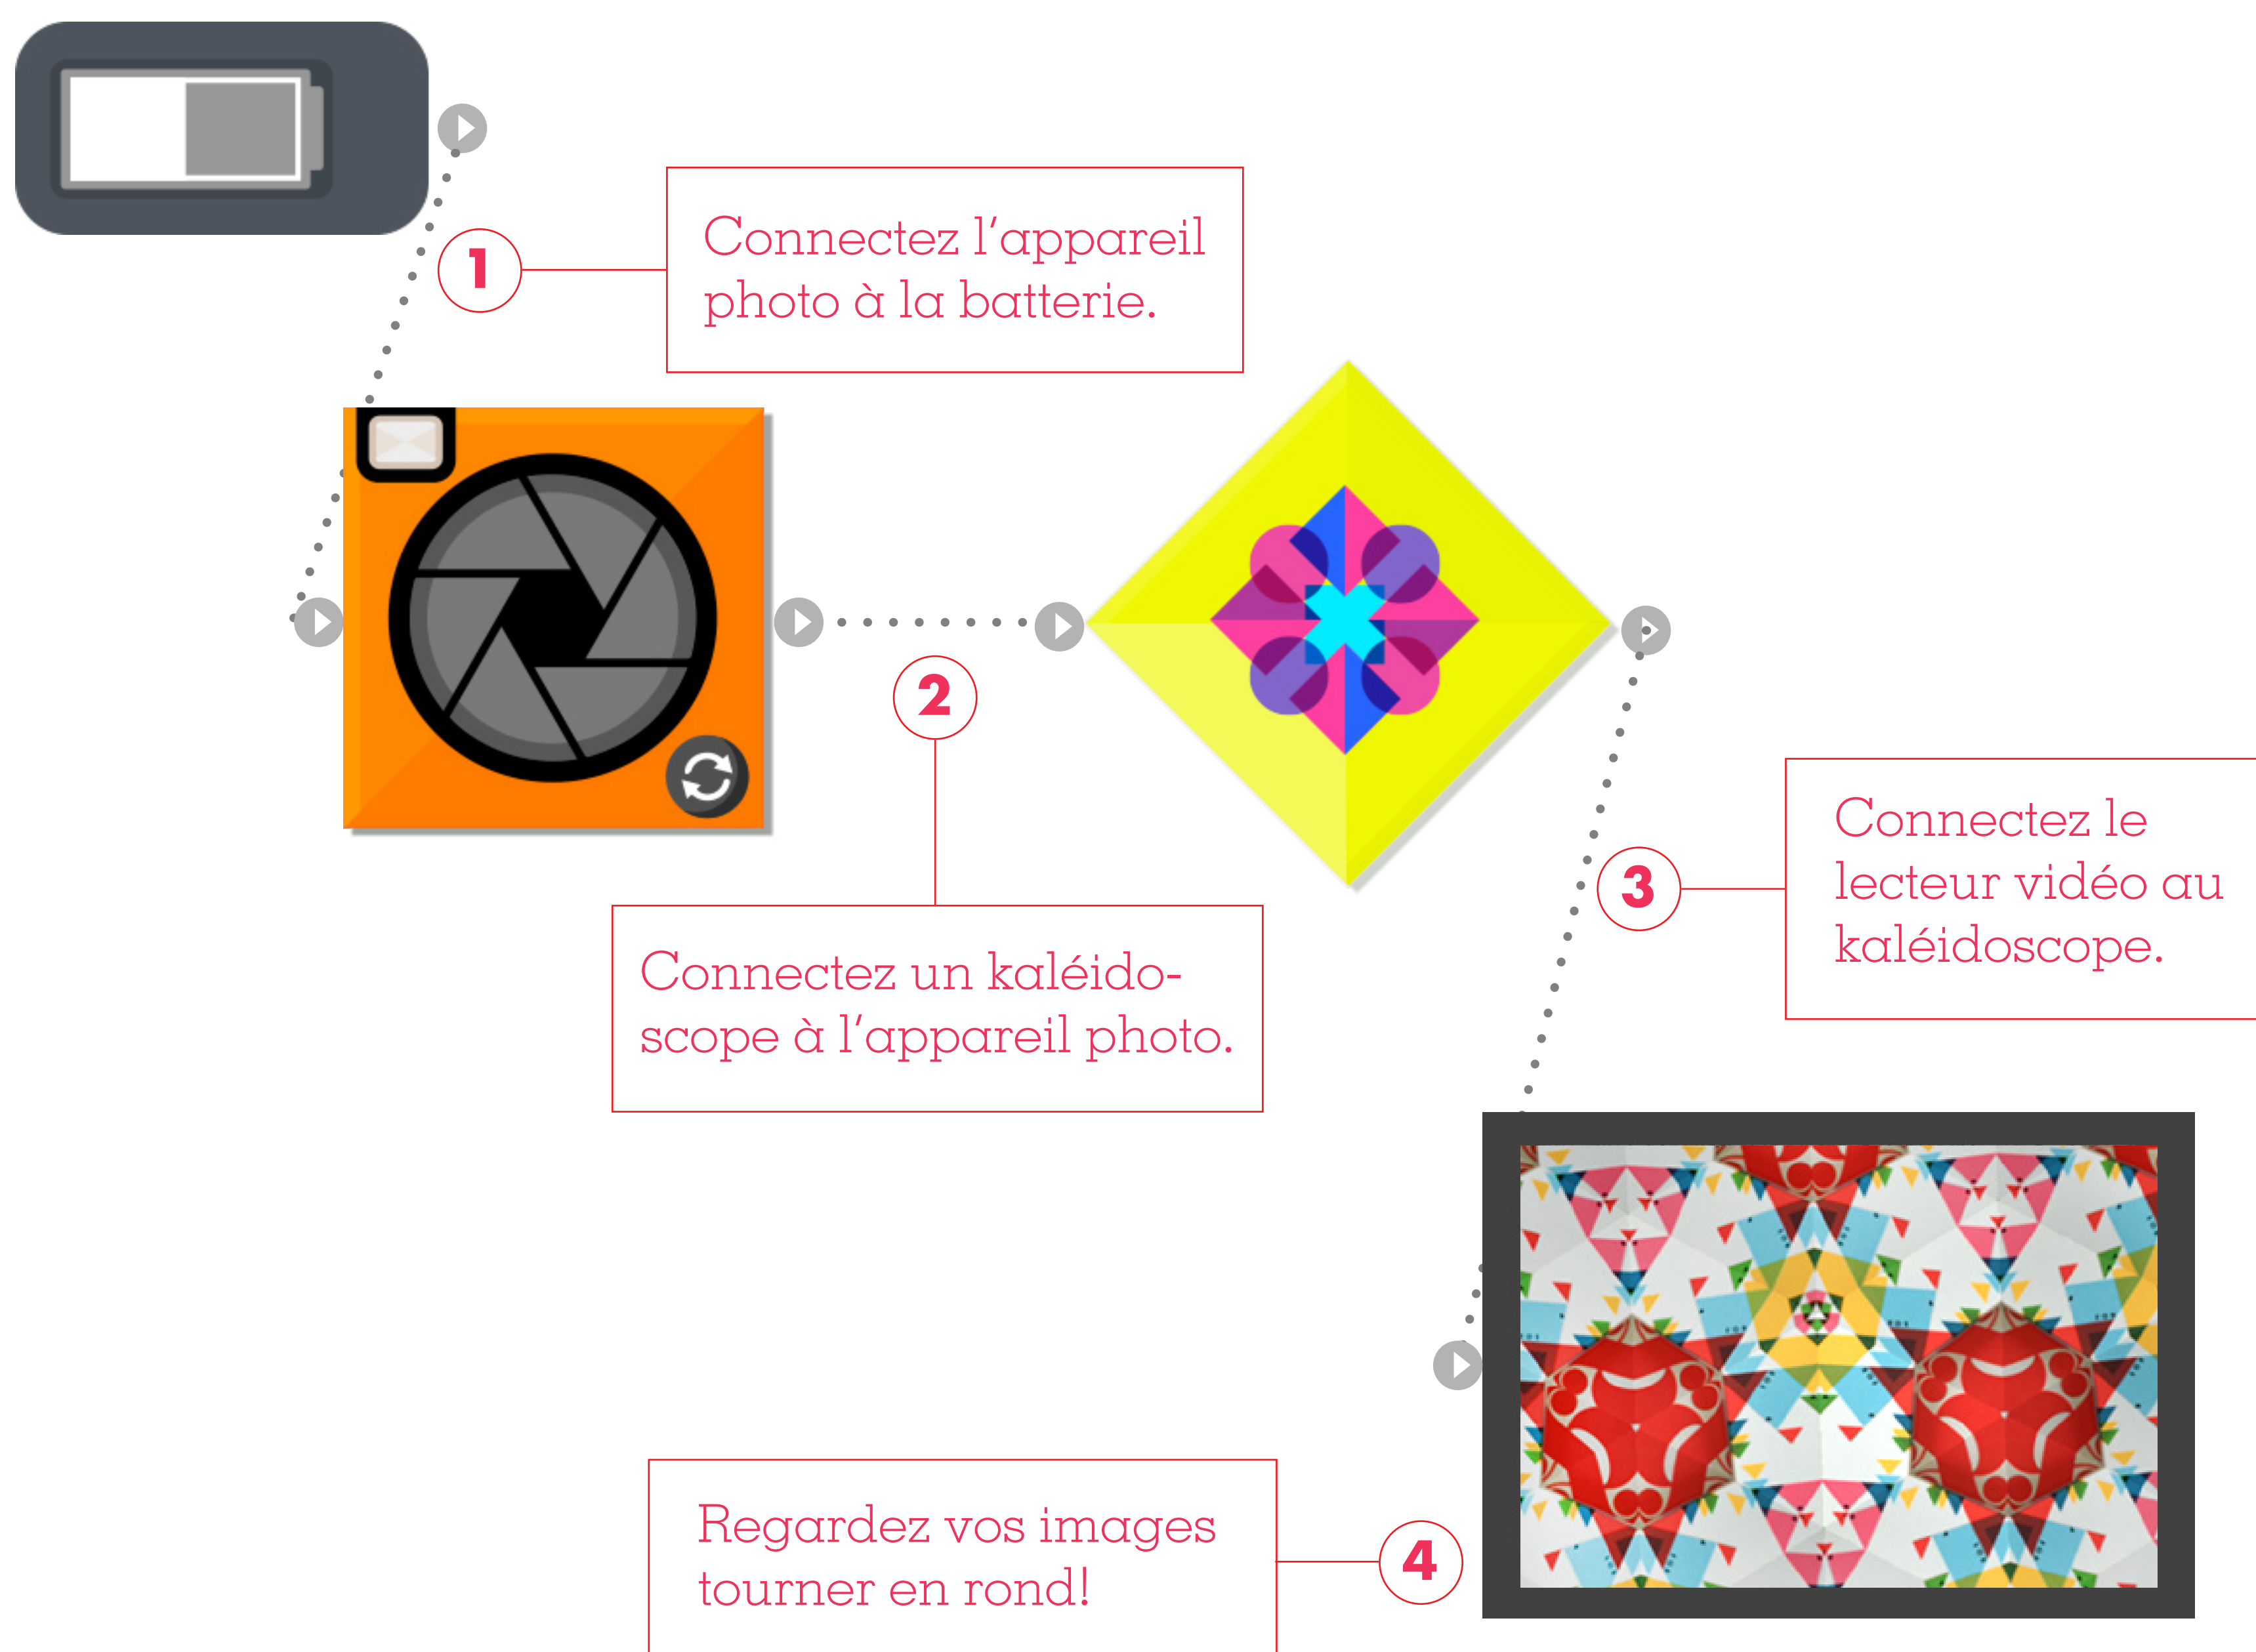 1
Connectez l'appareil
photo à la batterie.
2
Connectez un kaléido-
scope à l'appareil photo.
3
Connectez le
lecteur vidéo au
kaléidoscope.
4
Regardez vos images
tourner en rond!